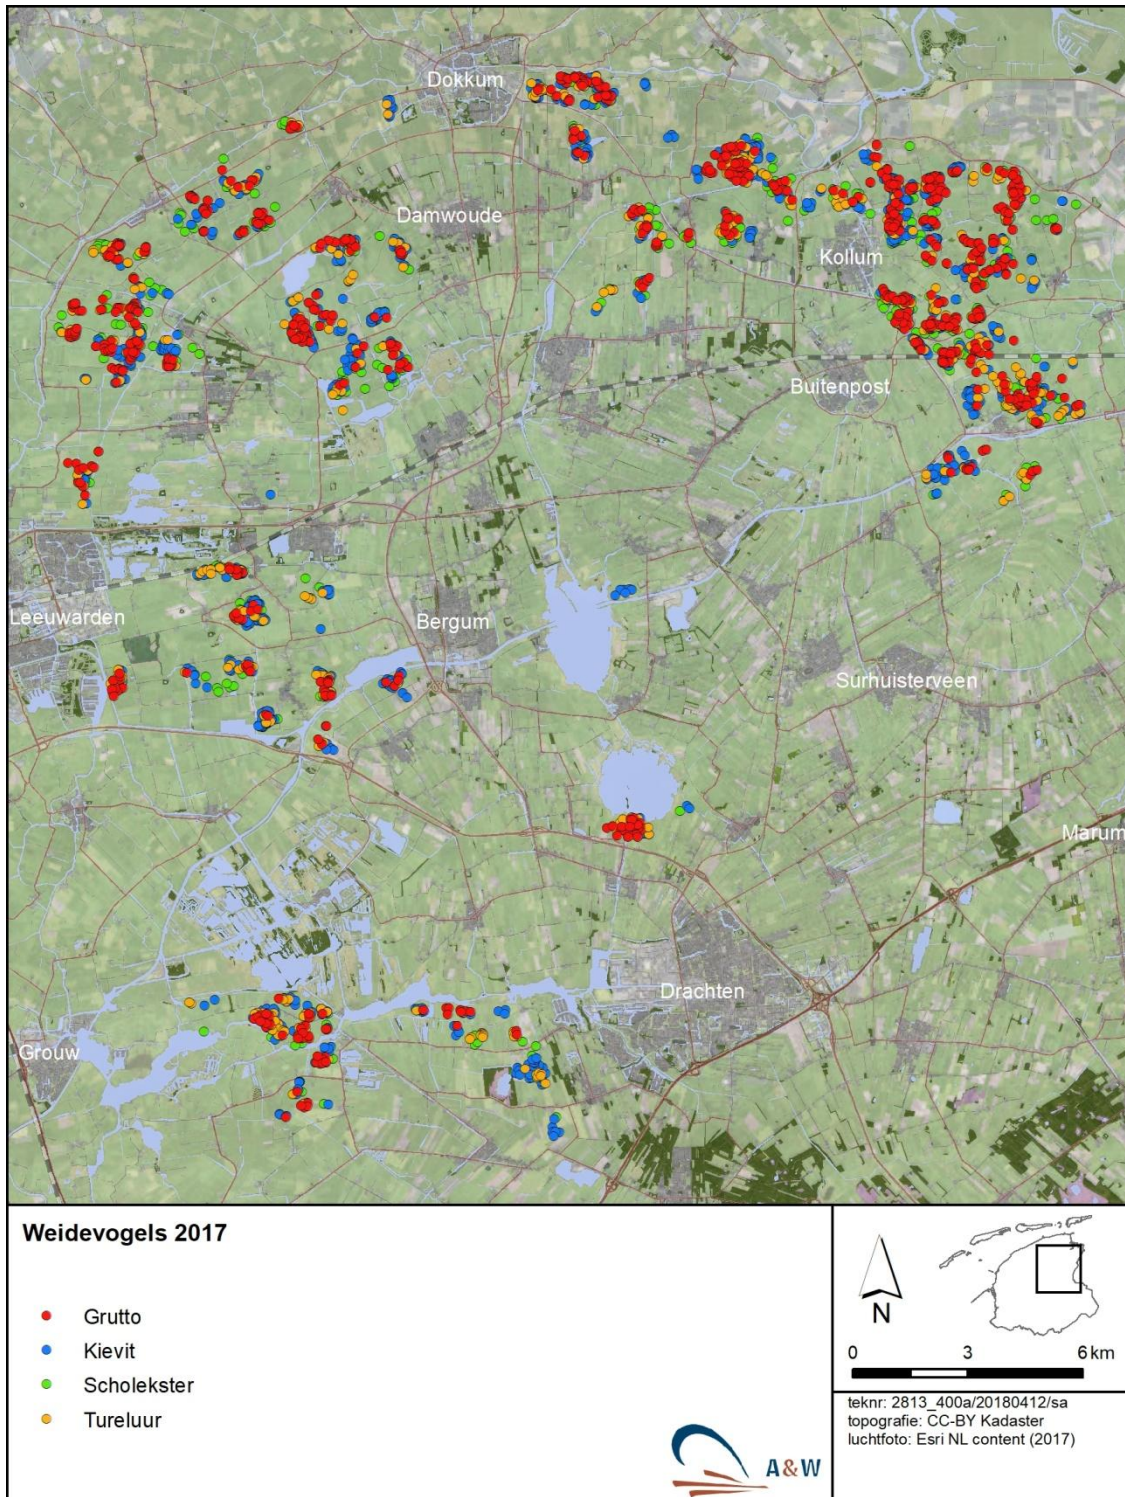 Dokkum
Damwoude
Kollum
Buitenpost
Leeuwarden
Bergum
Surhuisterveen
Marum
Drachten
Grouw
Weidevogels 2017
Grutto
Kievit
Scholekster
Tureluur
A&W
N
0 3 6 km
teknr: 2813_400a/20180412/sa
topografie: CC-BY Kadaster
luchtfoto: Esri NL content (2017)